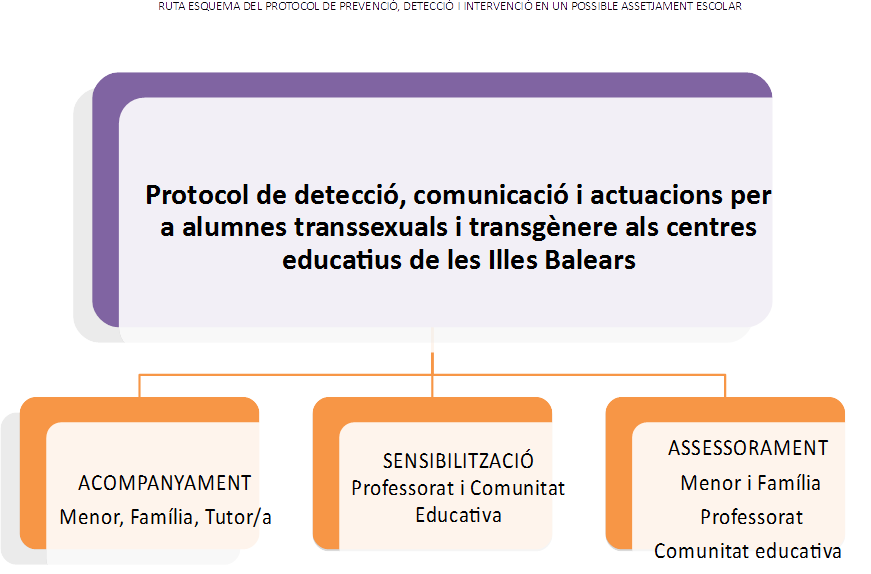 RUTA ESQUEMA DEL PROTOCOL DE PREVENCIÓ, DETECCIÓ I INTERVENCIÓ EN UN POSSIBLE ASSETJAMENT ESCOLAR
Protocol de detecció, comunicació i actuacions per
a alumnes transsexuals i transgènere als centres
educatius de les Illes Balears
ACOMPANYAMENT
Menor, Família, Tutor/a
SENSIBILITZACIÓ
Professorat i Comunitat
Educativa
ASSESSORAMENT
Menor i Família
Professorat
Comunitat educativa